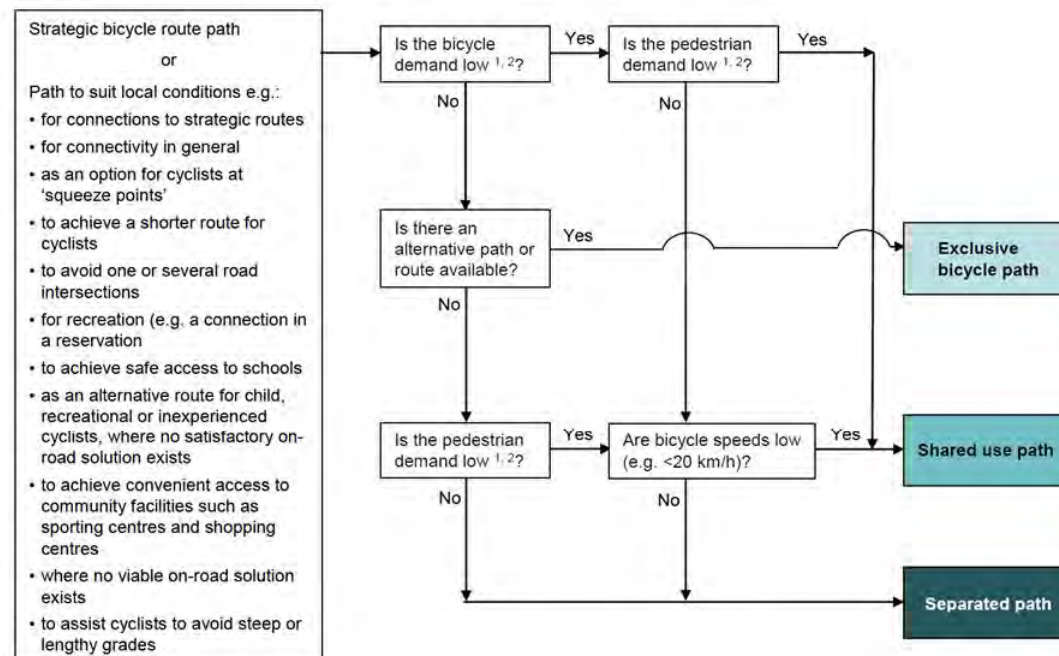 Strategic bicycle route path
or
Path to suit local conditions e.g.:
• for connections to strategic routes
• for connectivity in general
• as an option for cyclists at
‘squeeze points’
• to achieve a shorter route for
cyclists
• to avoid one or several road
intersections
• for recreation (e.g. a connection in
a reservation
• to achieve safe access to schools
• as an alternative route for child,
recreational or inexperienced
cyclists, where no satisfactory on-
road solution exists
• to achieve convenient access to
community facilities such as
sporting centres and shopping
centres
• where no viable on-road solution
exists
• to assist cyclists to avoid steep or
lengthy grades
Is the bicycle
demand low 1, 2?
Yes
No
Is the pedestrian
demand low 1, 2?
Yes
No
Is there an
alternative path or
route available?
Yes
No
Exclusive
bicycle path
Is the pedestrian
demand low 1, 2?
Yes
No
Are bicycle speeds low
(e.g. <20 km/h)?
Yes
No
Shared use path
Separated path